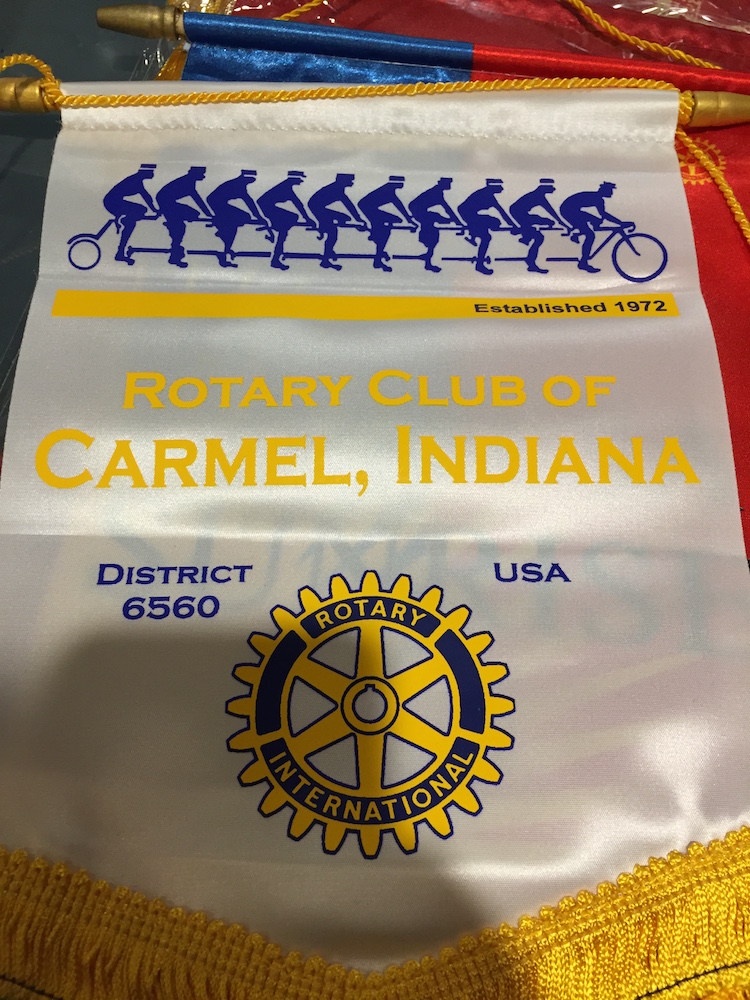 Established 1972
ROTARY CLUB OF
CARMEL, INDIANA
DISTRICT
6560
USA
ROTARY
INTERNATIONAL